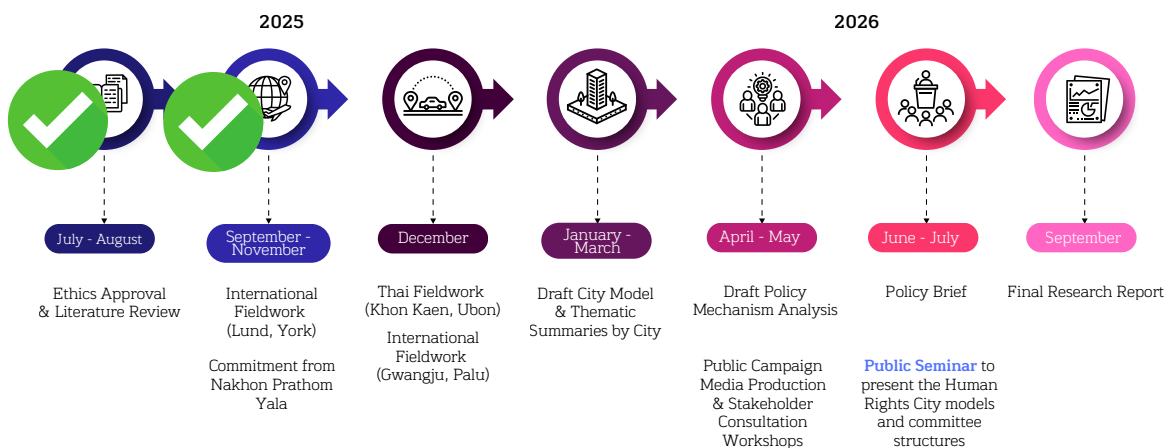 2025
2026
July - August
September -
November
December
January -
March
April - May
June - July
September
Ethics Approval
& Literature Review
International
Fieldwork
(Lund, York)
Commitment from
Nakhon Prathom
Yala
Thai Fieldwork
(Khon Kaen, Ubon)
International
Fieldwork
(Gwangju, Palu)
Draft City Model
& Thematic
Summaries by City
Draft Policy
Mechanism Analysis
Public Campaign
Media Production
& Stakeholder
Consultation
Workshops
Policy Brief
Public Seminar to
present the Human
Rights City models
and committee
structures
Final Research Report